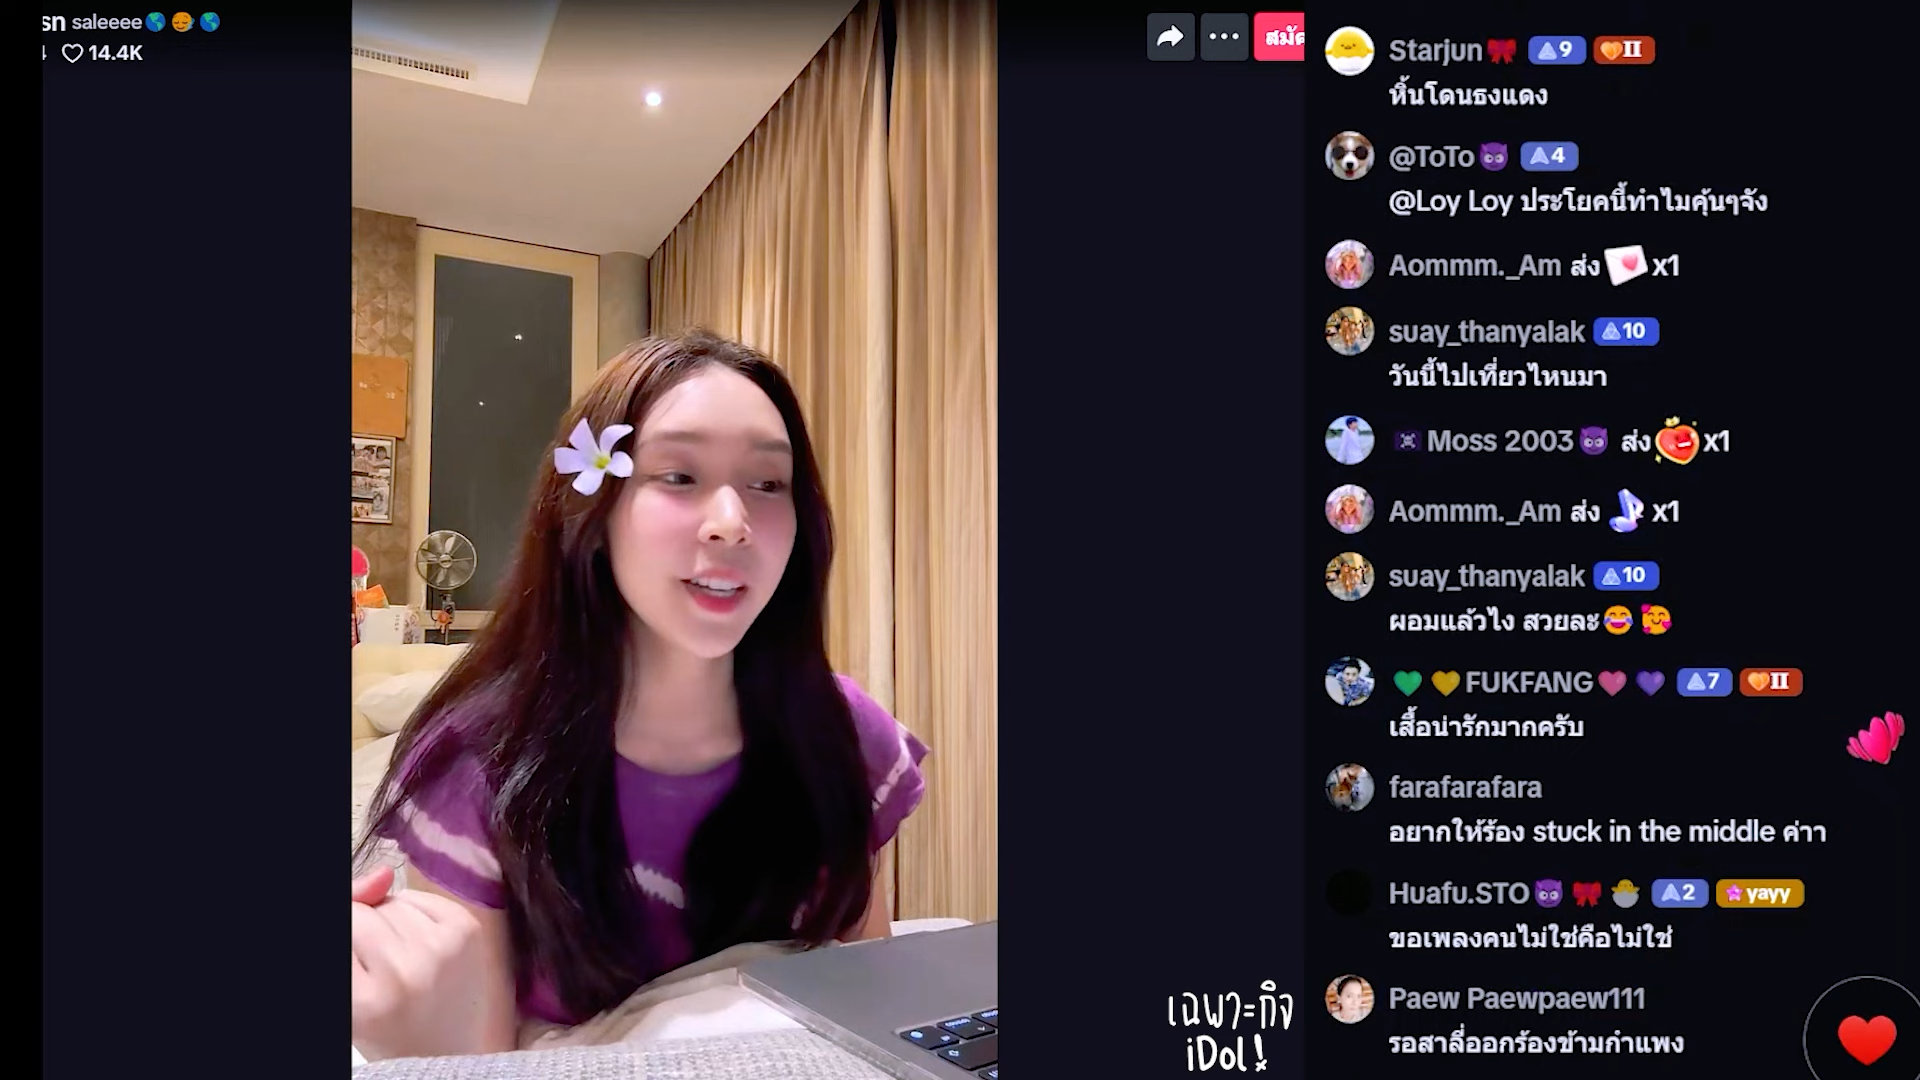 sn saleeee
14.4K
สมัค
Starjun 9 II
หิ้นโดนธงแดง
@ToTo 4
@Loy Loy ประโยคนี้ทำไมคุ้นๆจัง
Aommm._Am ส่ง x1
suay_thanyalak 10
วันนี้ไปเที่ยวไหนมา
Moss 2003 ส่ง x1
Aommm._Am ส่ง x1
suay_thanyalak 10
ผอมแล้วไง สวยละ
FUKFANG 7 II
เสื้อน่ารักมากครับ
farafarafara
อยากให้ร้อง stuck in the middle ค่าา
Huafu.STO 2 yayy
ขอเพลงคนไม่ใช่คือไม่ใช่
Paew Paewpaew111
รอสาลี่ออกร้องข้ามกำแพง
เฉพาะกิจ
iDol!